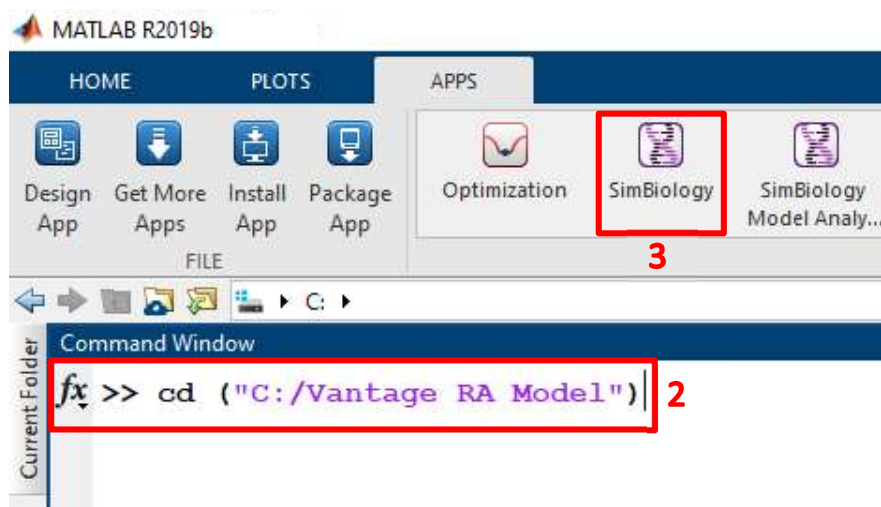 MATLAB R2019b
HOME PLOTS APPS
Design App
Get More Apps
Install App
Package App
Optimization
SimBiology
SimBiology Model Analy...
FILE
3
C:
Current Folder
Command Window
fx >> cd ("C:/Vantage RA Model") 2